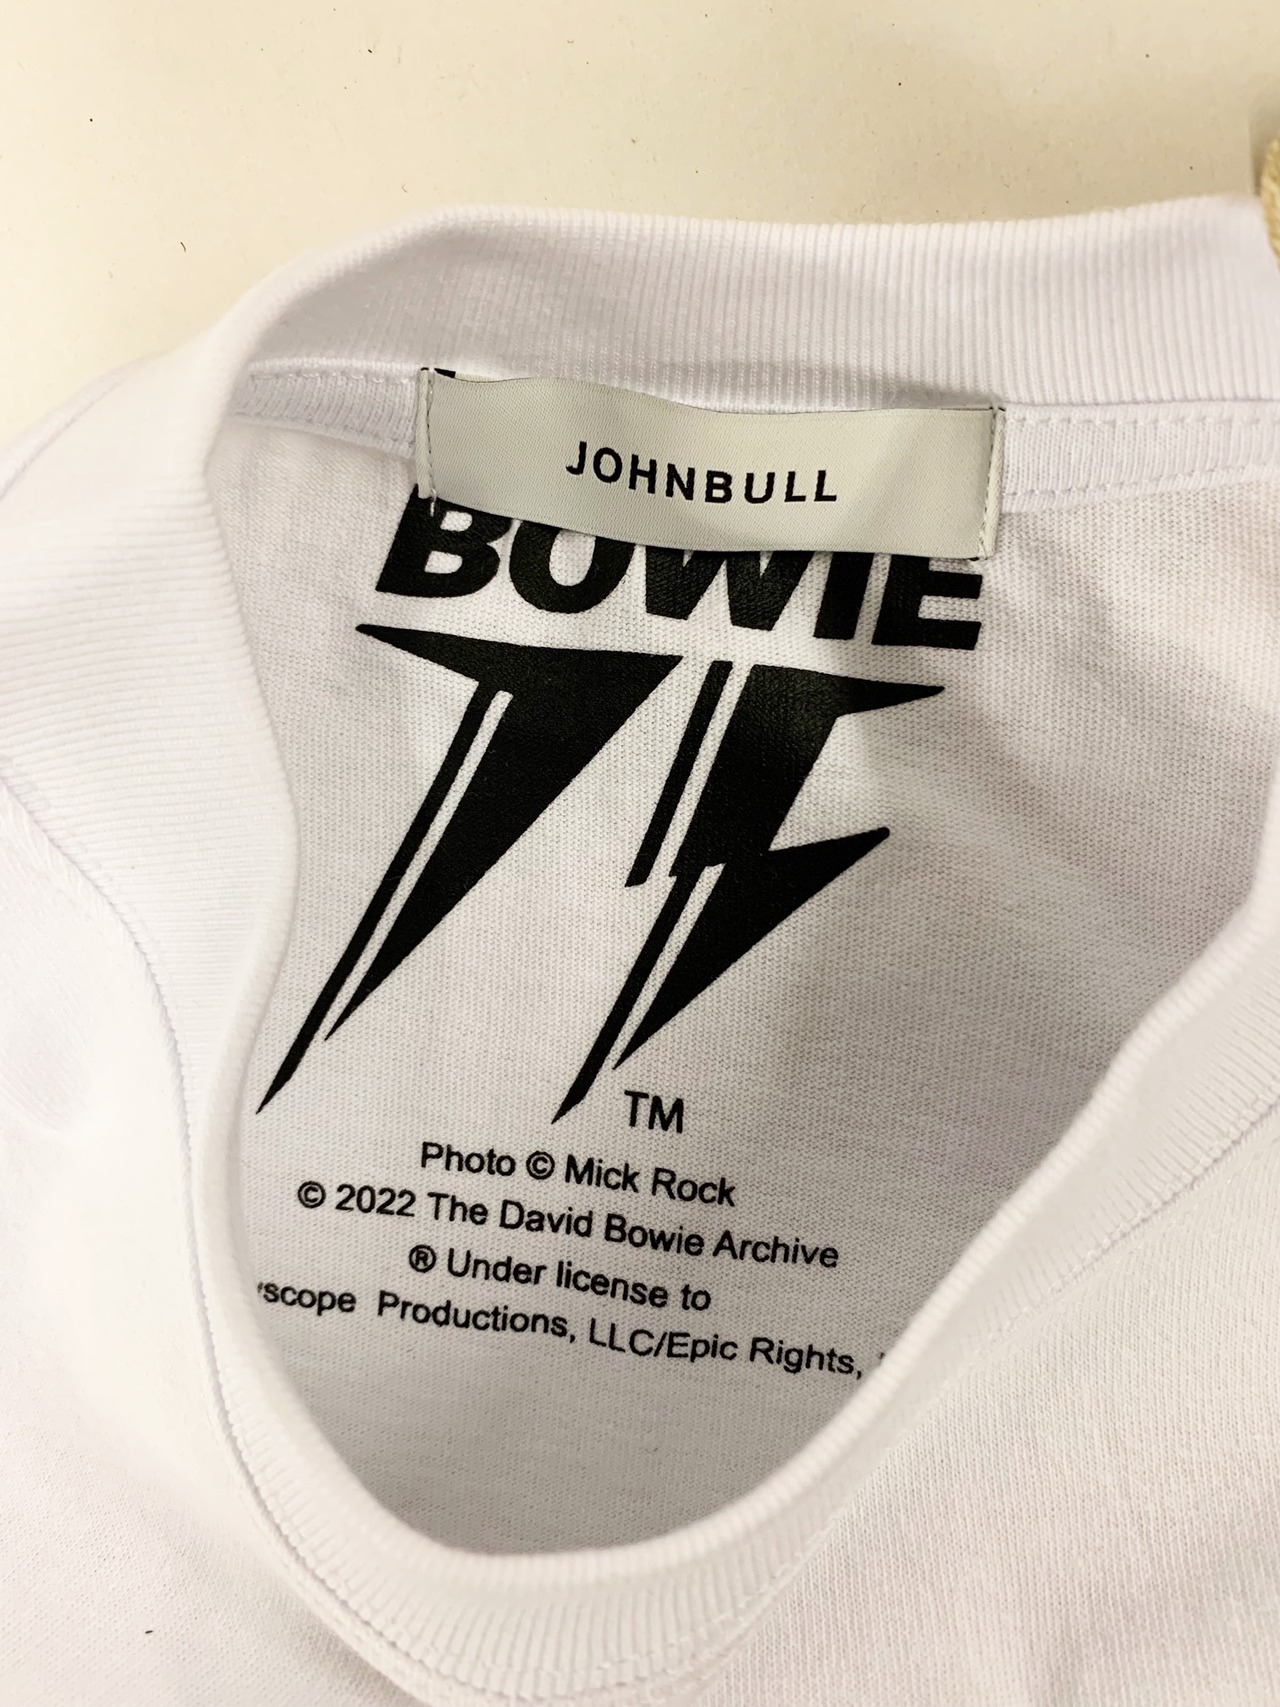 JOHNBULL
BOWIE
TM
Photo © Mick Rock
© 2022 The David Bowie Archive
® Under license to
Productions, LLC/Epic Rights,